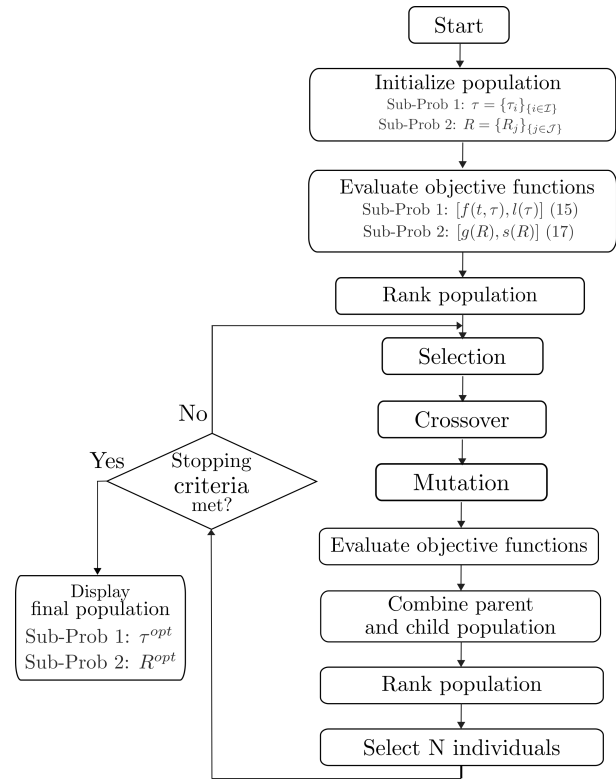 Start
Initialize population
Sub-Prob 1: τ = {τ_i}_{i∈ℐ}
Sub-Prob 2: R = {R_j}_{j∈𝒥}
Evaluate objective functions
Sub-Prob 1: [f(t, τ), l(τ)] (15)
Sub-Prob 2: [g(R), s(R)] (17)
Rank population
Selection
Crossover
Mutation
Evaluate objective functions
Combine parent
and child population
Rank population
Select N individuals
Stopping
criteria
met?
No
Yes
Display
final population
Sub-Prob 1: τ^{opt}
Sub-Prob 2: R^{opt}